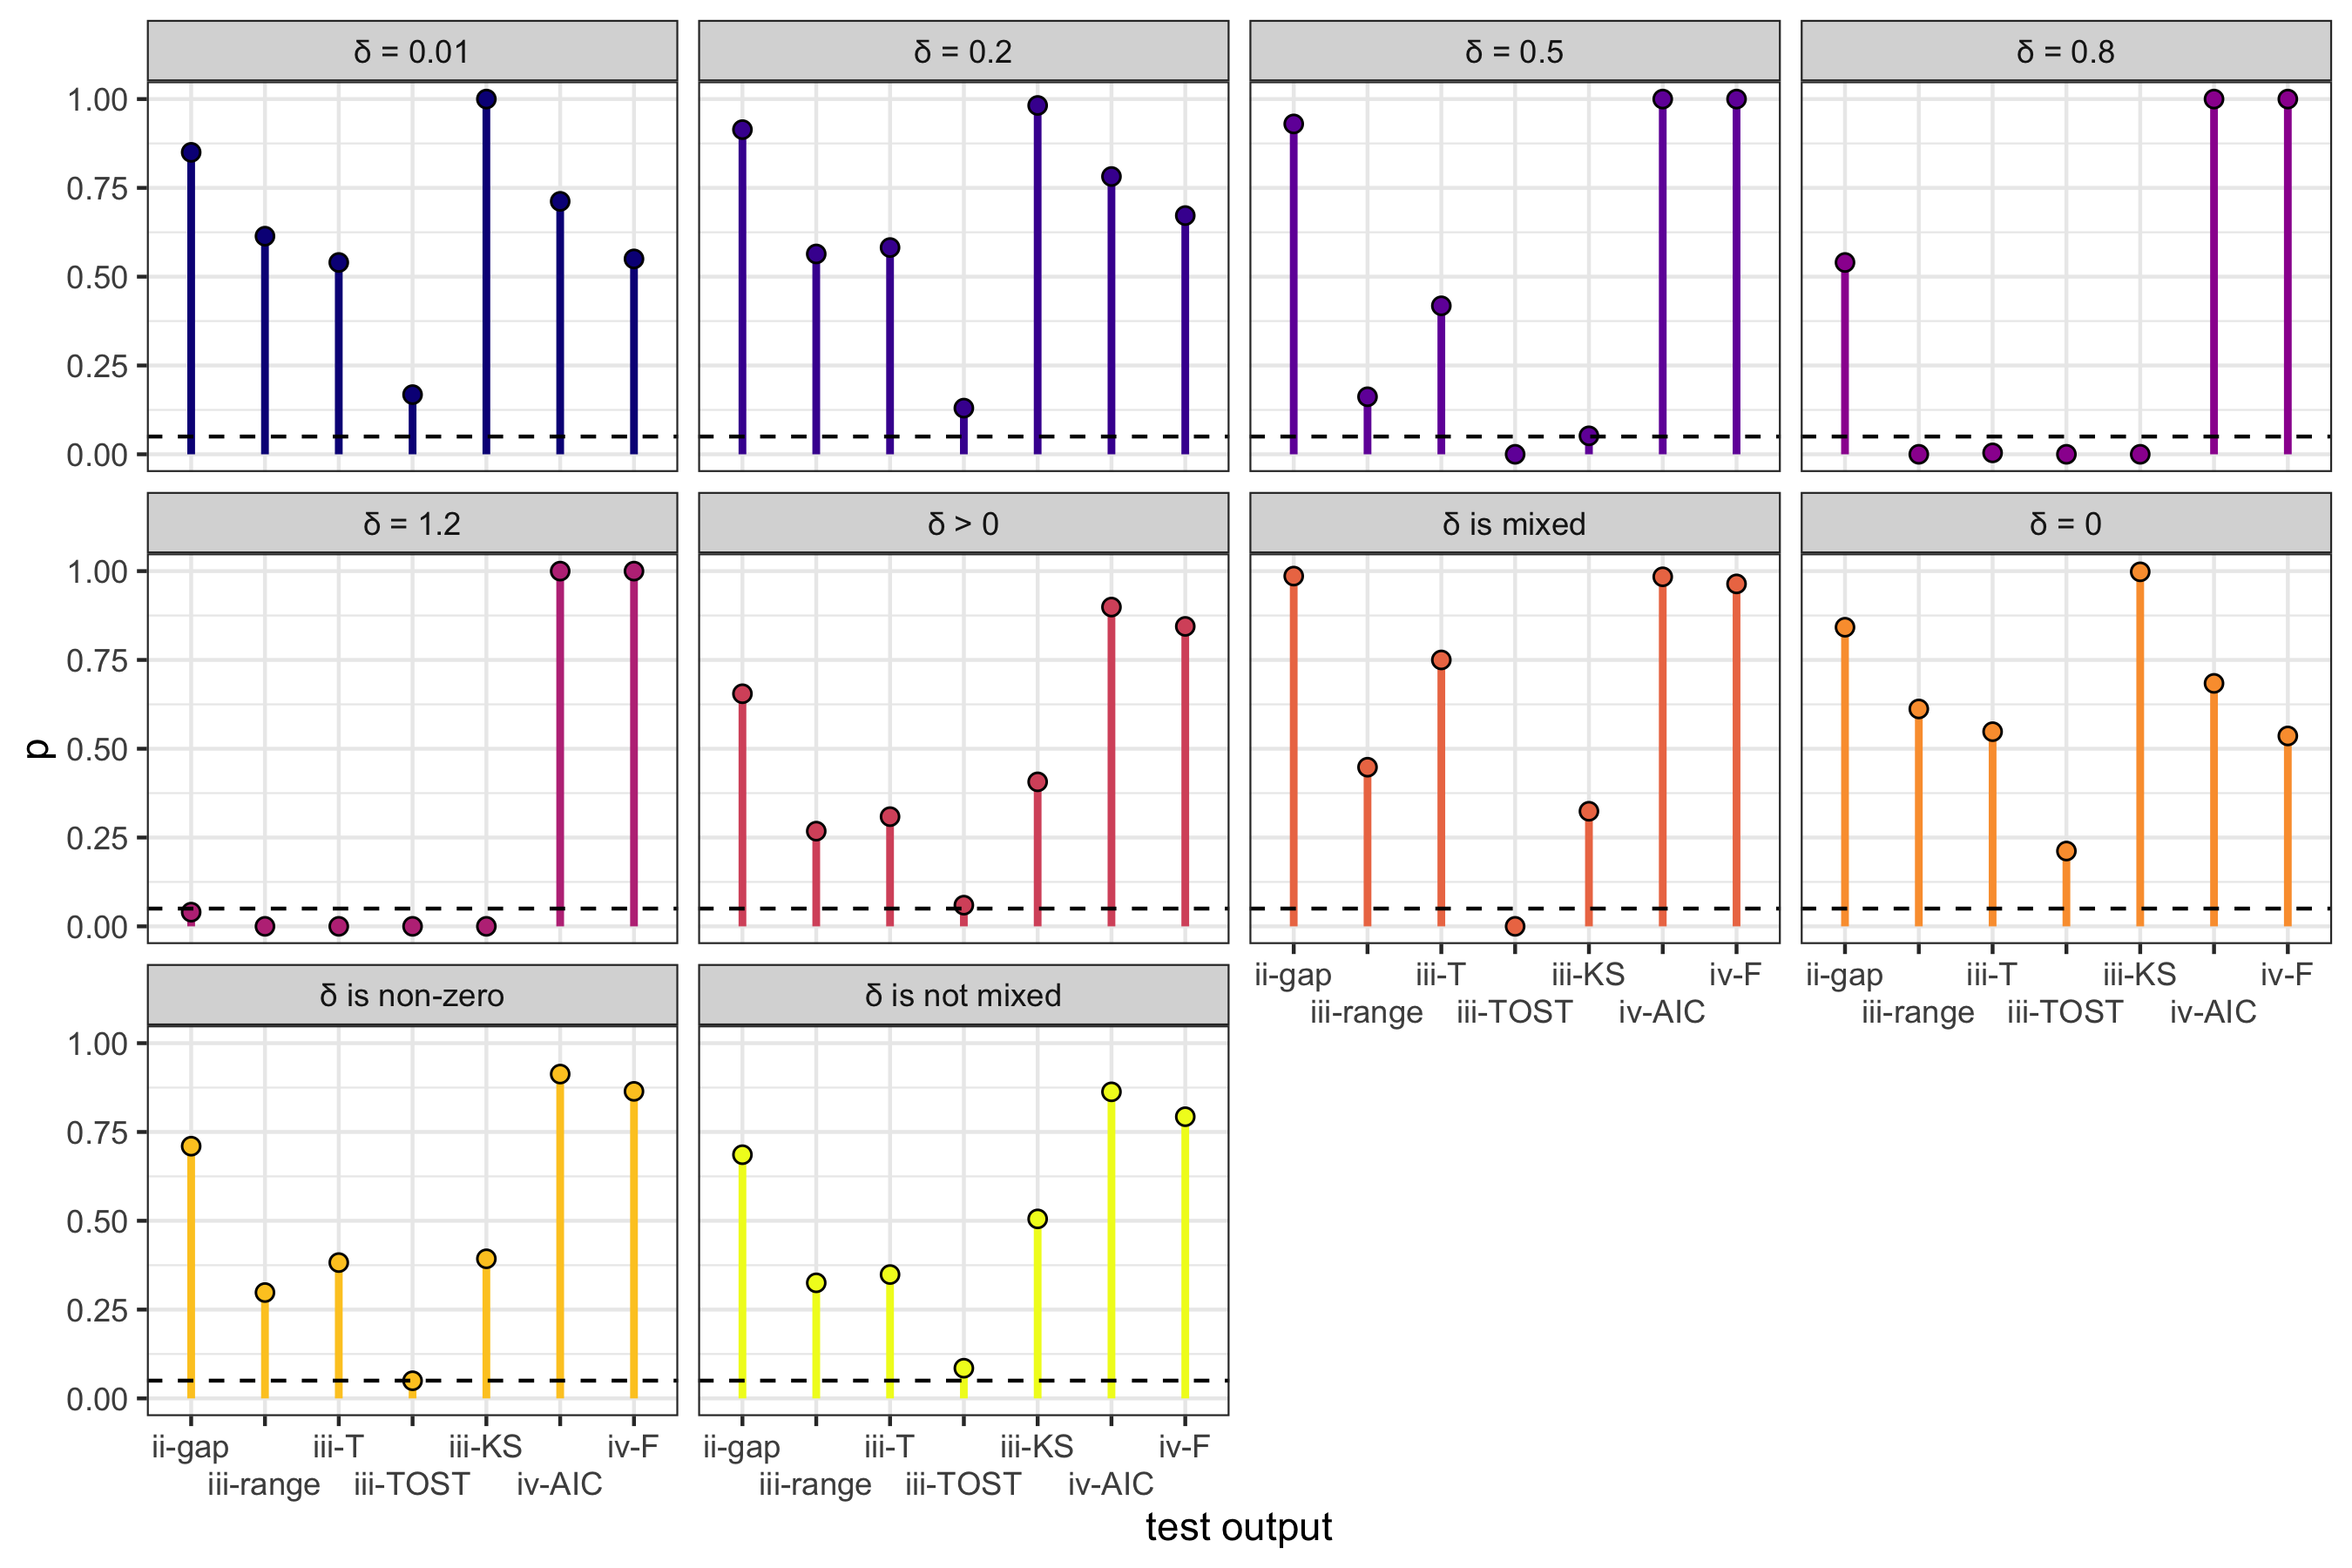 δ = 0.01
δ = 0.2
δ = 0.5
δ = 0.8
1.00
0.75
0.50
0.25
0.00
δ = 1.2
δ > 0
δ is mixed
δ = 0
1.00
0.75
0.50
0.25
0.00
p
ii-gap iii-T iii-KS iv-F
iii-range iii-TOST iv-AIC
ii-gap iii-T iii-KS iv-F
iii-range iii-TOST iv-AIC
δ is non-zero
δ is not mixed
1.00
0.75
0.50
0.25
0.00
ii-gap iii-T iii-KS iv-F
iii-range iii-TOST iv-AIC
ii-gap iii-T iii-KS iv-F
iii-range iii-TOST iv-AIC
test output